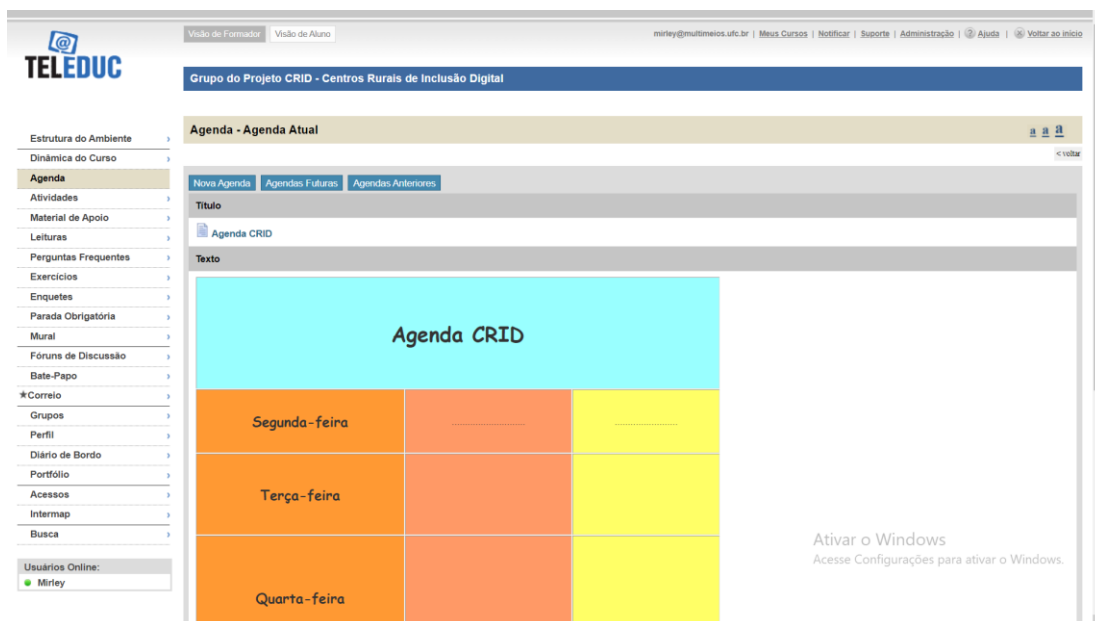 TELEDUC
Visão de Formador Visão de Aluno
mirley@multimeios.ufc.br | Meus Cursos | Notificar | Suporte | Administração | ? Ajuda | Voltar ao início
Grupo do Projeto CRID - Centros Rurais de Inclusão Digital
Agenda - Agenda Atual
a a a
< voltar
Estrutura do Ambiente
Dinâmica do Curso
Agenda
Atividades
Material de Apoio
Leituras
Perguntas Frequentes
Exercícios
Enquetes
Parada Obrigatória
Mural
Fóruns de Discussão
Bate-Papo
★Correio
Grupos
Perfil
Diário de Bordo
Portfólio
Acessos
Intermap
Busca
Usuários Online:
Mirley
Nova Agenda Agendas Futuras Agendas Anteriores
Título
Agenda CRID
Texto
Agenda CRID
Segunda-feira ........................ .....................
Terça-feira
Quarta-feira
Ativar o Windows
Acesse Configurações para ativar o Windows.